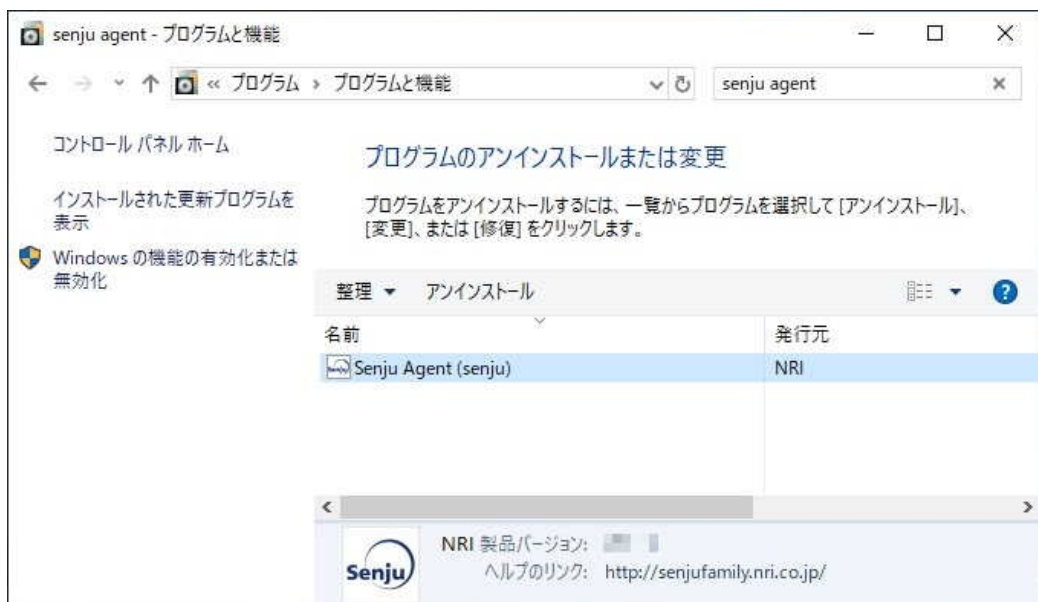 senju agent - プログラムと機能
« プログラム › プログラムと機能
senju agent
コントロール パネル ホーム
インストールされた更新プログラムを
表示
Windows の機能の有効化または
無効化
プログラムのアンインストールまたは変更
プログラムをアンインストールするには、一覧からプログラムを選択して [アンインストール]、
[変更]、または [修復] をクリックします。
整理 アンインストール
名前 発行元
Senju Agent (senju) NRI
Senju
NRI 製品バージョン:
ヘルプのリンク: http://senjufamily.nri.co.jp/